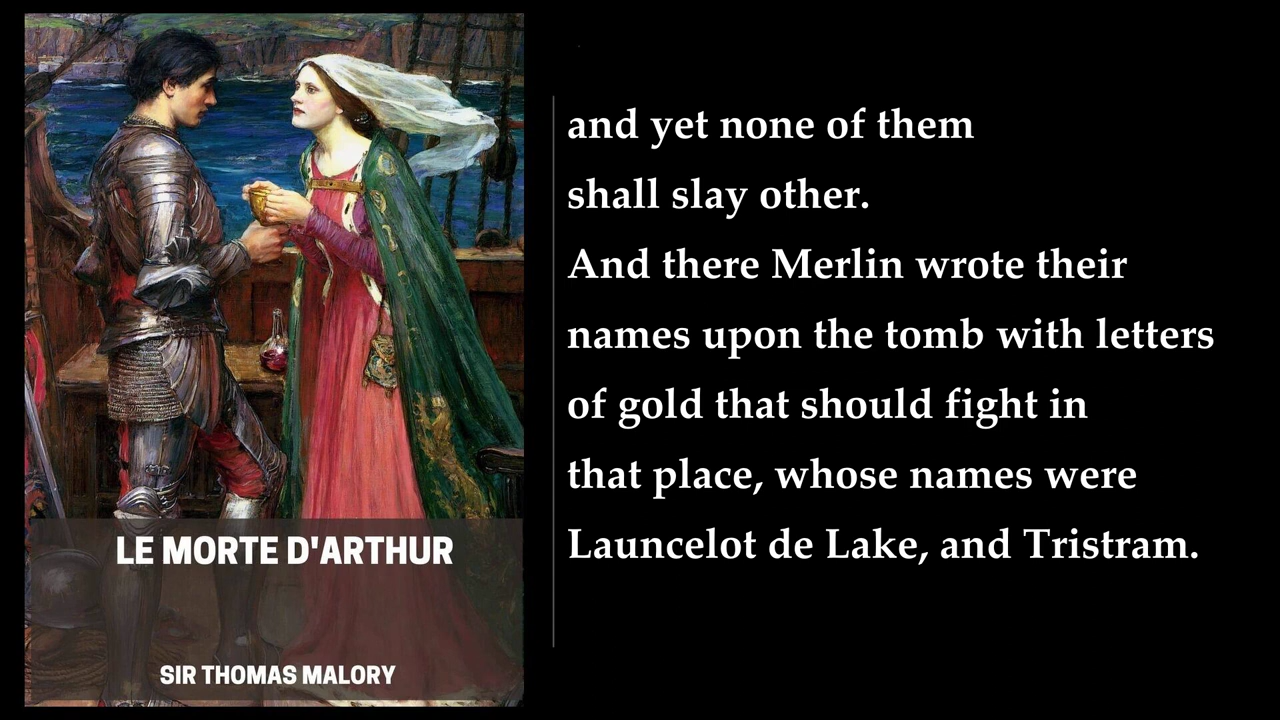 LE MORTE D'ARTHUR
SIR THOMAS MALORY
and yet none of them
shall slay other.
And there Merlin wrote their
names upon the tomb with letters
of gold that should fight in
that place, whose names were
Launcelot de Lake, and Tristram.